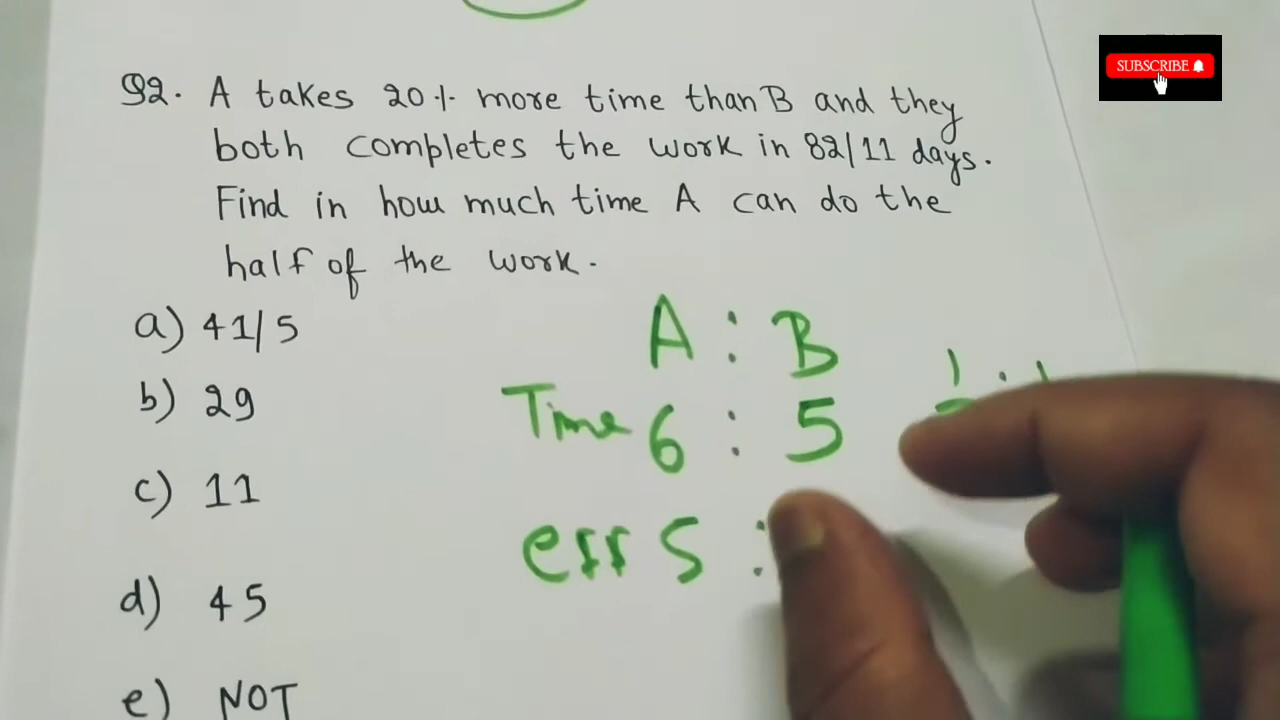 SUBSCRIBE
Q2. A takes 20% more time than B and they
both completes the work in 82/11 days.
Find in how much time A can do the
half of the work.
a) 41/5
b) 29
c) 11
d) 45
e) NOT
A : B
Time 6 : 5
eff 5 :